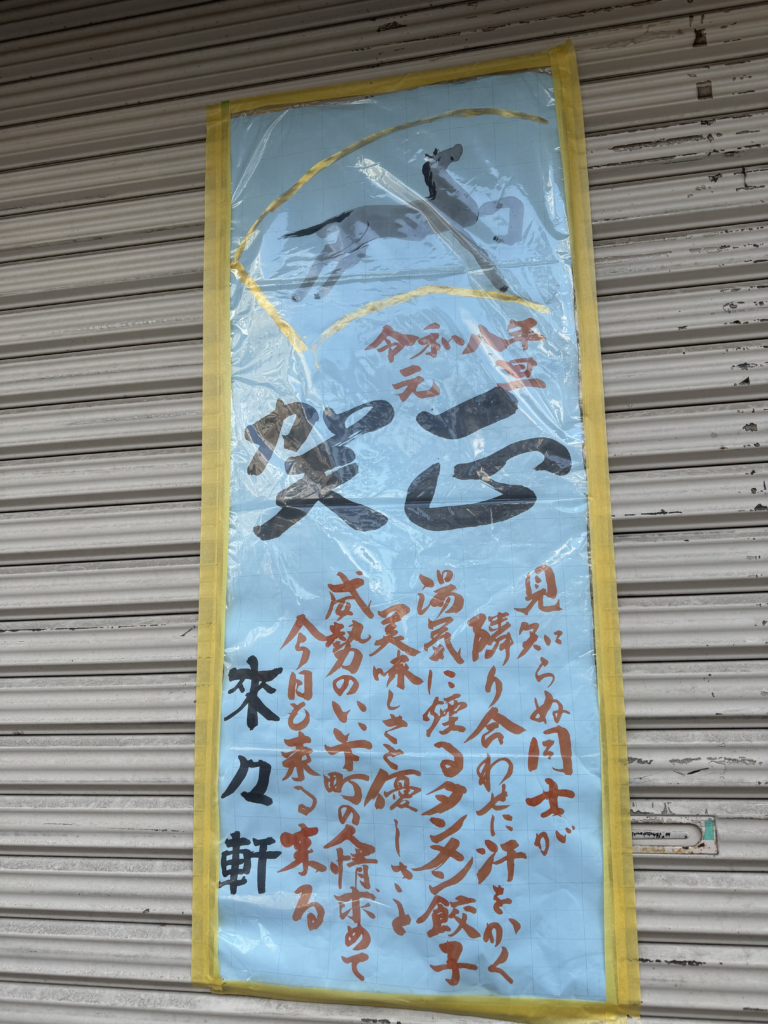 令和八年
元旦
賀正
見知らぬ同士が
隣り合わせに汗をかく
湯気に煙るタンメン餃子
美味しさと優しさと
威勢のいい下町の人情求めて
今日も来る来る
來々軒